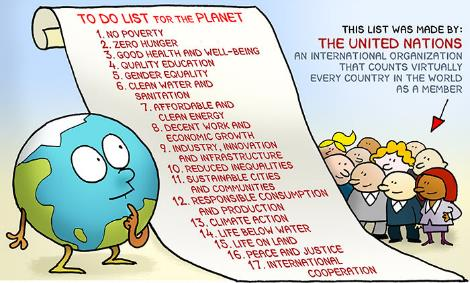 TO DO LIST FOR THE PLANET
1. NO POVERTY
2. ZERO HUNGER
3. GOOD HEALTH AND WELL-BEING
4. QUALITY EDUCATION
5. GENDER EQUALITY
6. CLEAN WATER AND
SANITATION
7. AFFORDABLE AND
CLEAN ENERGY
8. DECENT WORK AND
ECONOMIC GROWTH
9. INDUSTRY, INNOVATION
AND INFRASTRUCTURE
10. REDUCED INEQUALITIES
11. SUSTAINABLE CITIES
AND COMMUNITIES
12. RESPONSIBLE CONSUMPTION
AND PRODUCTION
13. CLIMATE ACTION
14. LIFE BELOW WATER
15. LIFE ON LAND
16. PEACE AND JUSTICE
17. INTERNATIONAL
COOPERATION
THIS LIST WAS MADE BY:
THE UNITED NATIONS
AN INTERNATIONAL ORGANIZATION
THAT COUNTS VIRTUALLY
EVERY COUNTRY IN THE WORLD
AS A MEMBER